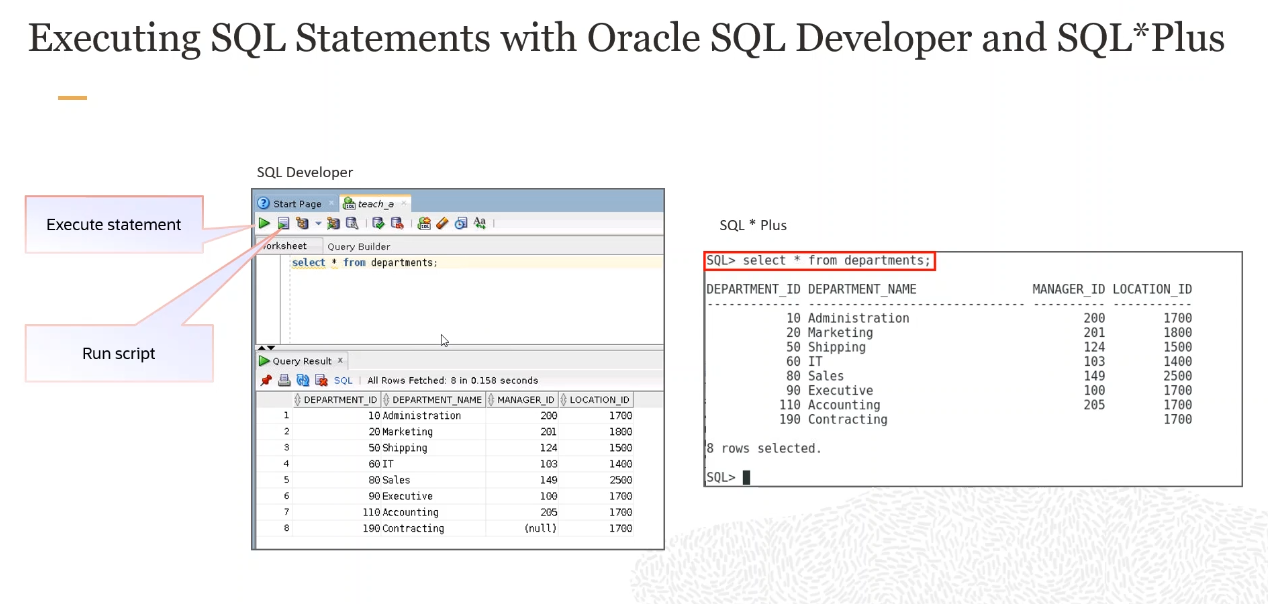 Executing SQL Statements with Oracle SQL Developer and SQL*Plus
SQL Developer
Execute statement
Run script
Start Page
teach_a
Worksheet
Query Builder
select * from departments;
Query Result x
SQL | All Rows Fetched: 8 in 0.158 seconds
DEPARTMENT_ID DEPARTMENT_NAME MANAGER_ID LOCATION_ID
1 10 Administration 200 1700
2 20 Marketing 201 1800
3 50 Shipping 124 1500
4 60 IT 103 1400
5 80 Sales 149 2500
6 90 Executive 100 1700
7 110 Accounting 205 1700
8 190 Contracting (null) 1700
SQL * Plus
SQL> select * from departments;
DEPARTMENT_ID DEPARTMENT_NAME MANAGER_ID LOCATION_ID
------------- ------------------------------ ---------- -----------
10 Administration 200 1700
20 Marketing 201 1800
50 Shipping 124 1500
60 IT 103 1400
80 Sales 149 2500
90 Executive 100 1700
110 Accounting 205 1700
190 Contracting 1700
8 rows selected.
SQL>